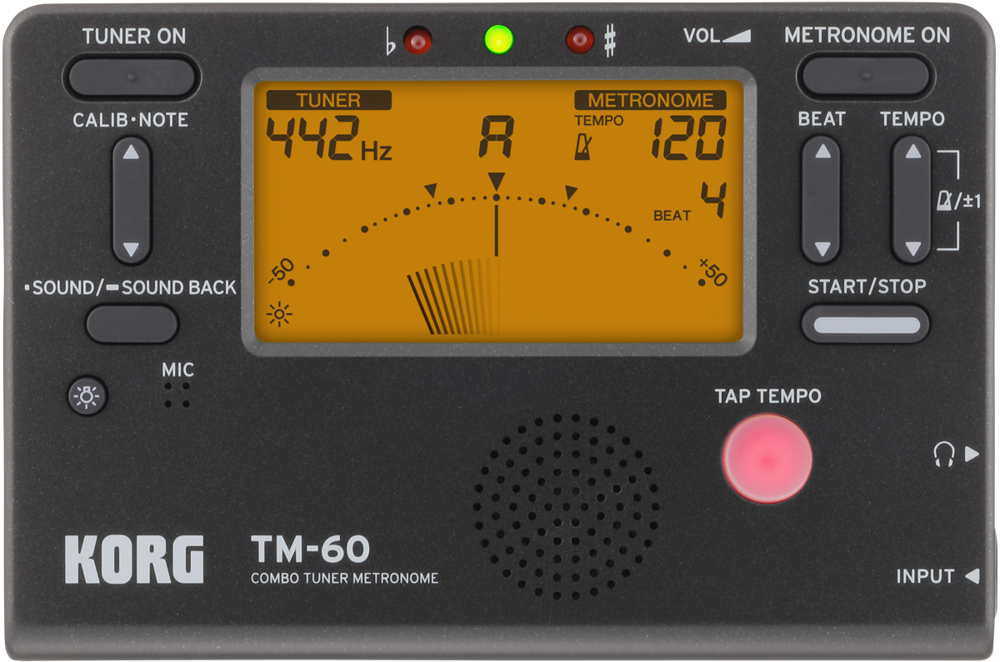 TUNER ON
♭
♯
VOL
METRONOME ON
TUNER
METRONOME
CALIB·NOTE
442 Hz
A
TEMPO
120
BEAT
TEMPO
4
BEAT
/±1
-50
+50
▪SOUND/▬SOUND BACK
START/STOP
MIC
TAP TEMPO
KORG
TM-60
COMBO TUNER METRONOME
INPUT